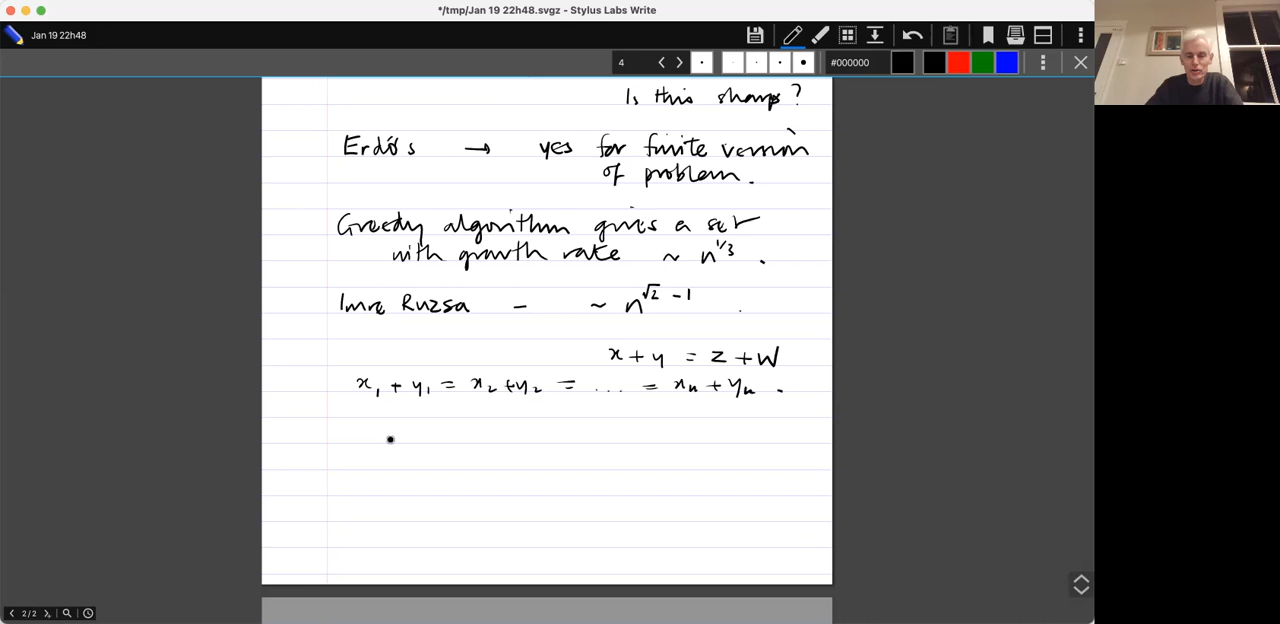 */tmp/Jan 19 22h48.svgz - Stylus Labs Write
Jan 19 22h48
4
#000000
Is this sharp?
Erdős → yes for finite version
of problem.
Greedy algorithm gives a set
with growth rate ~ n^{1/3}.
Imre Ruzsa - ~ n^{√2 - 1}.
x + y = z + w
x₁ + y₁ = x₂ + y₂ = .... = xₖ + yₖ.
2/2